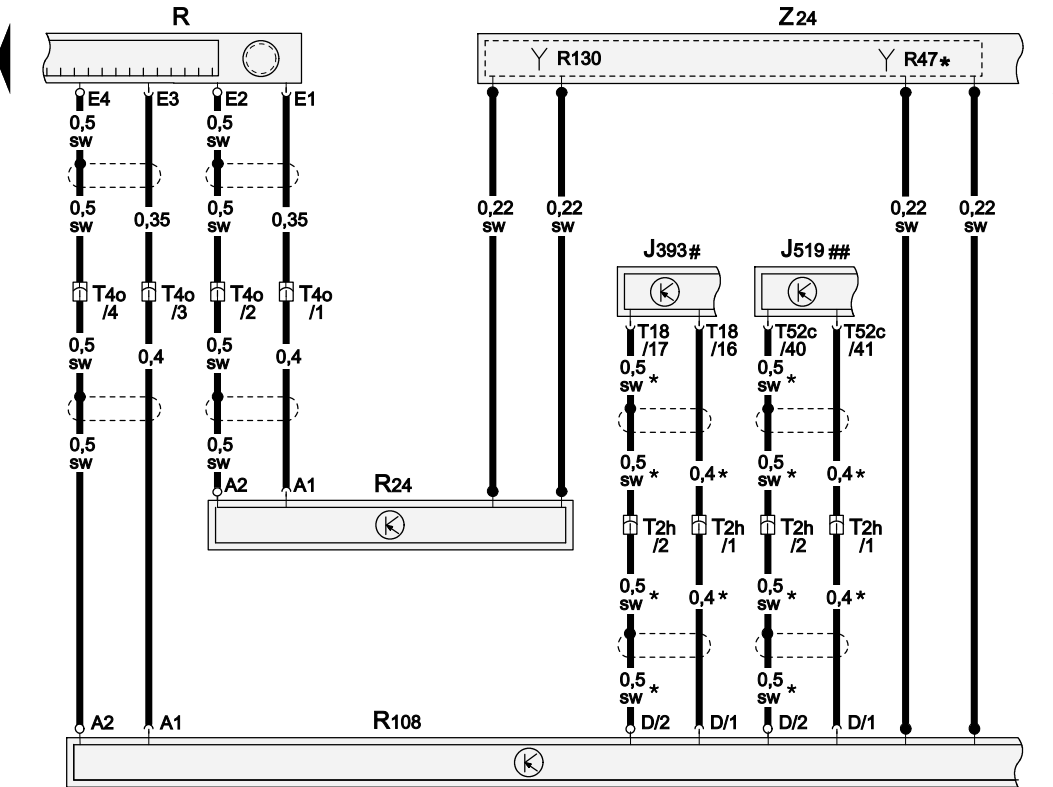 R Z24
R130 R47*
E4 E3 E2 E1
0,5 0,5
sw sw
0,5 0,35 0,5 0,35 0,22 0,22 0,22 0,22
sw sw sw sw sw sw
J393# J519##
T4o T4o T4o T4o
/4 /3 /2 /1
T18 T18 T52c T52c
/17 /16 /40 /41
0,5 0,4 0,5 0,4
sw sw
0,5 0,5
sw * sw *
0,5 0,5
sw sw
0,5 0,4 * 0,5 0,4 *
sw * sw *
A2 A1 R24
T2h T2h T2h T2h
/2 /1 /2 /1
0,5 0,4 * 0,5 0,4 *
sw * sw *
0,5 0,5
sw * sw *
A2 A1 R108 D/2 D/1 D/2 D/1